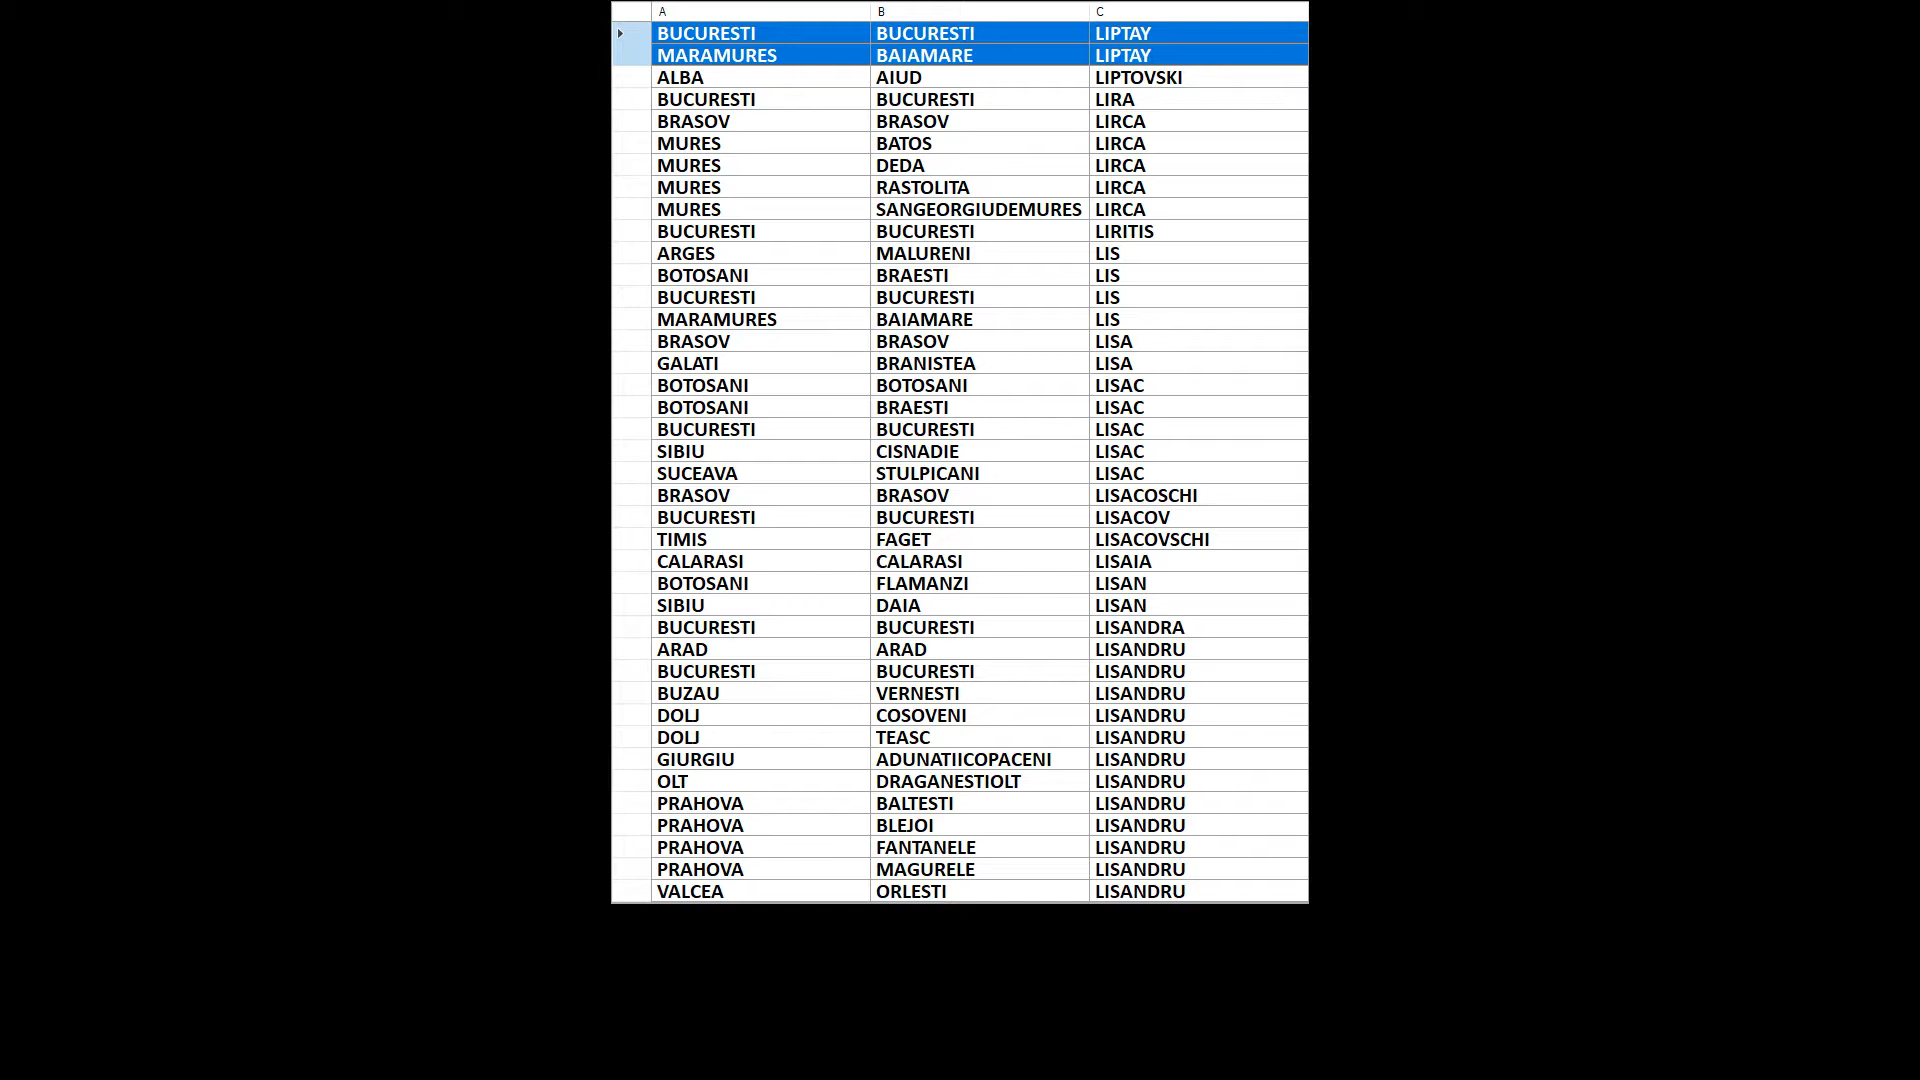 A B C
BUCURESTI BUCURESTI LIPTAY
MARAMURES BAIAMARE LIPTAY
ALBA AIUD LIPTOVSKI
BUCURESTI BUCURESTI LIRA
BRASOV BRASOV LIRCA
MURES BATOS LIRCA
MURES DEDA LIRCA
MURES RASTOLITA LIRCA
MURES SANGEORGIUDEMURES LIRCA
BUCURESTI BUCURESTI LIRITIS
ARGES MALURENI LIS
BOTOSANI BRAESTI LIS
BUCURESTI BUCURESTI LIS
MARAMURES BAIAMARE LIS
BRASOV BRASOV LISA
GALATI BRANISTEA LISA
BOTOSANI BOTOSANI LISAC
BOTOSANI BRAESTI LISAC
BUCURESTI BUCURESTI LISAC
SIBIU CISNADIE LISAC
SUCEAVA STULPICANI LISAC
BRASOV BRASOV LISACOSCHI
BUCURESTI BUCURESTI LISACOV
TIMIS FAGET LISACOVSCHI
CALARASI CALARASI LISAIA
BOTOSANI FLAMANZI LISAN
SIBIU DAIA LISAN
BUCURESTI BUCURESTI LISANDRA
ARAD ARAD LISANDRU
BUCURESTI BUCURESTI LISANDRU
BUZAU VERNESTI LISANDRU
DOLJ COSOVENI LISANDRU
DOLJ TEASC LISANDRU
GIURGIU ADUNATIICOPACENI LISANDRU
OLT DRAGANESTIOLT LISANDRU
PRAHOVA BALTESTI LISANDRU
PRAHOVA BLEJOI LISANDRU
PRAHOVA FANTANELE LISANDRU
PRAHOVA MAGURELE LISANDRU
VALCEA ORLESTI LISANDRU